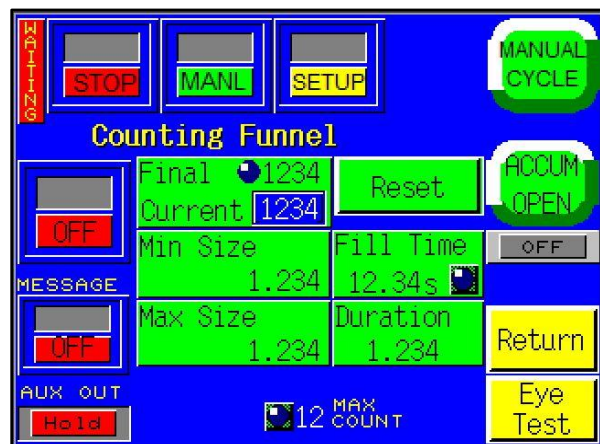 WAITING
STOP
MANL
SETUP
MANUAL
CYCLE
Counting Funnel
Final 1234
Current 1234
Reset
ACCUM
OPEN
OFF
OFF
Min Size
1.234
Fill Time
12.34s
MESSAGE
OFF
Max Size
1.234
Duration
1.234
Return
AUX OUT
Hold
12 MAX
COUNT
Eye
Test